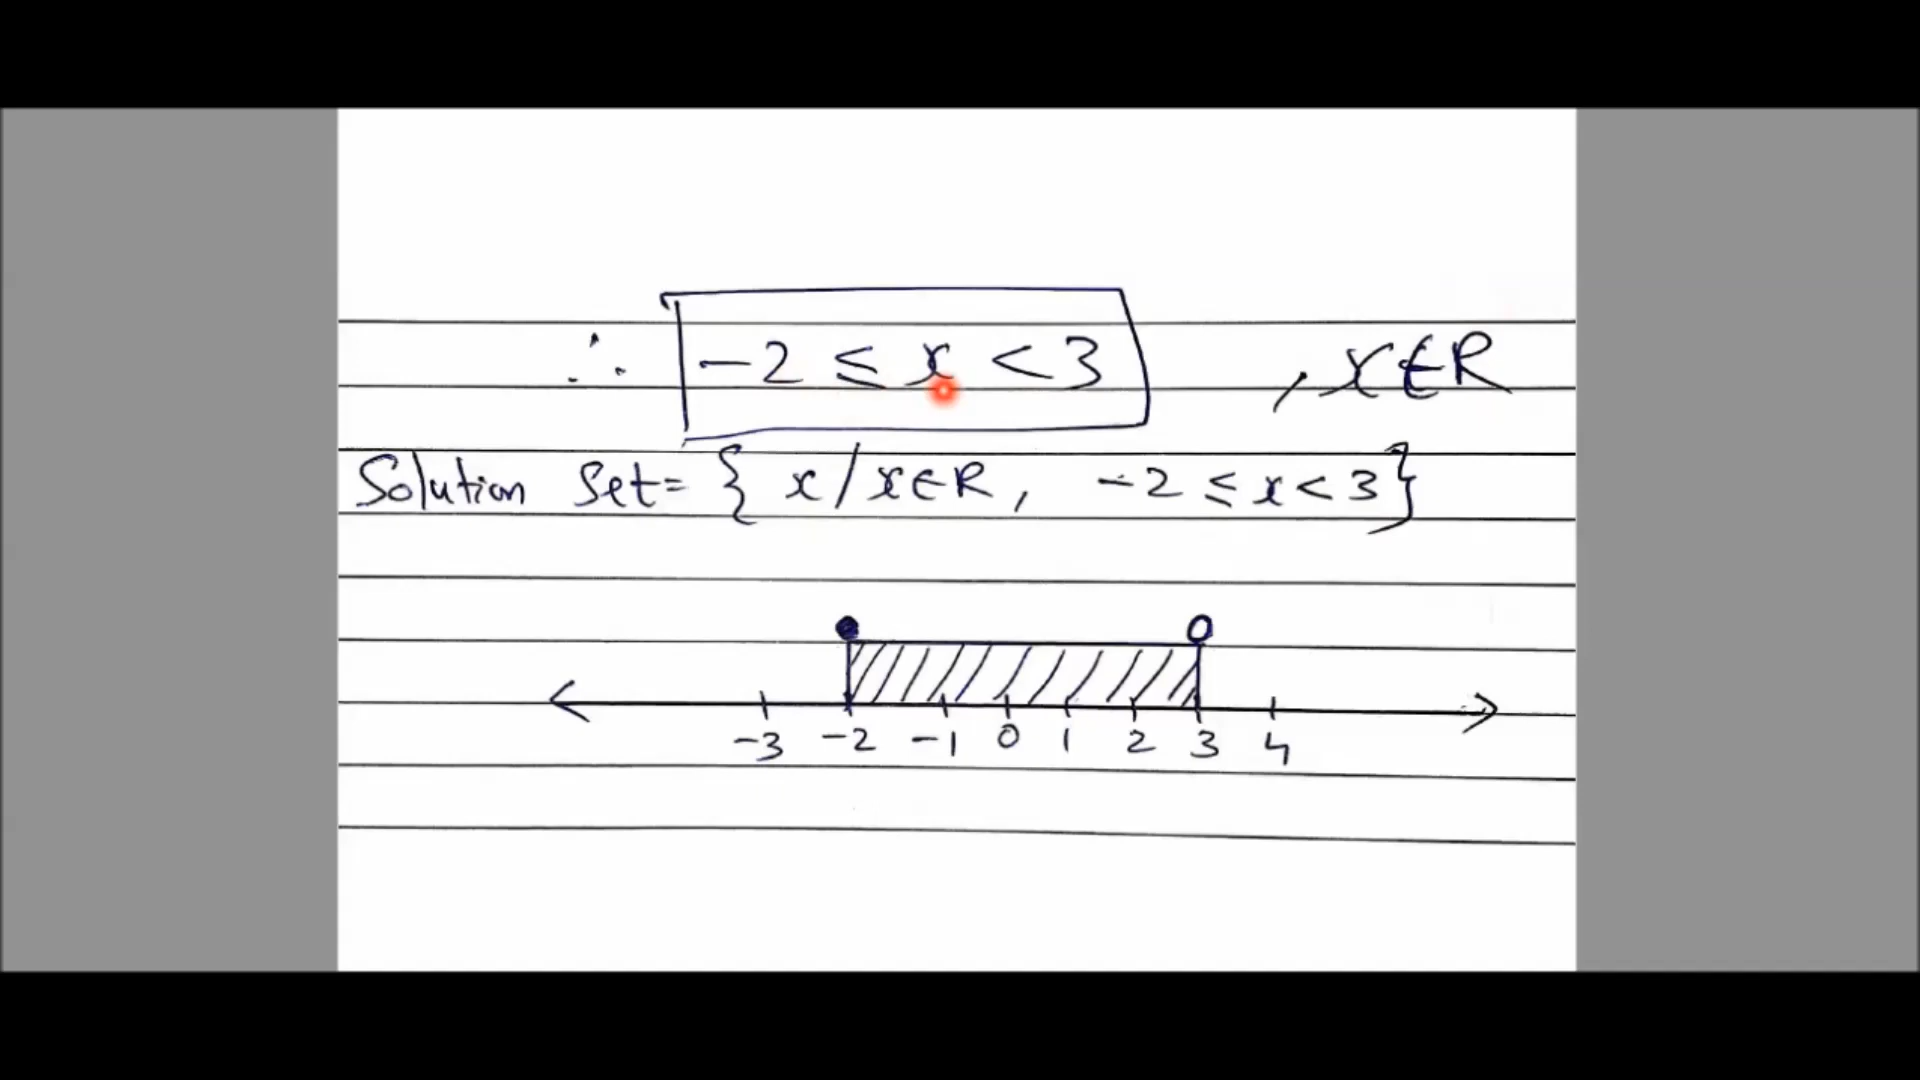 ∴ -2 ≤ x < 3 , x∈R
Solution Set = { x/x∈R, -2 ≤ x < 3}
-3 -2 -1 0 1 2 3 4